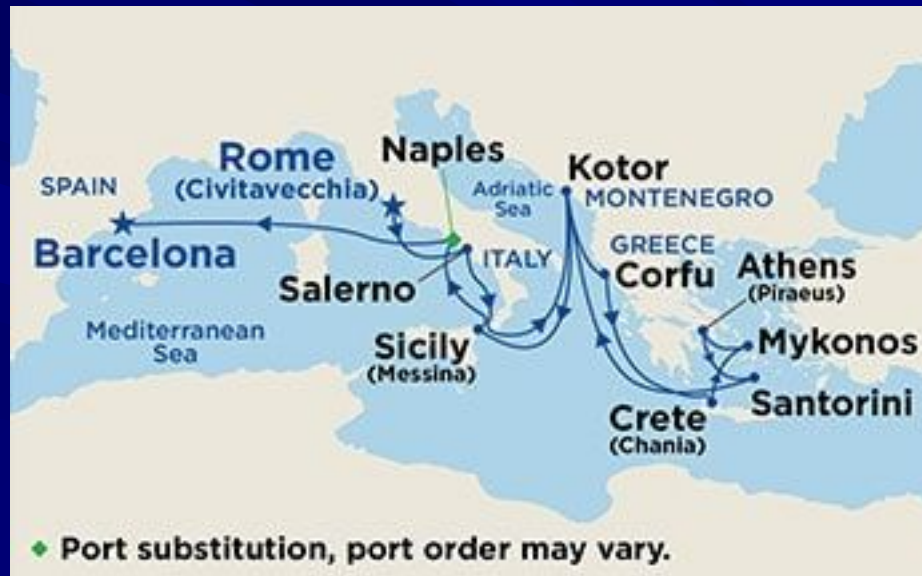 Naples
Rome
(Civitavecchia)
Kotor
SPAIN
Adriatic
Sea
MONTENEGRO
Barcelona
ITALY
GREECE
Corfu
Athens
(Piraeus)
Salerno
Mediterranean
Sea
Sicily
(Messina)
Mykonos
Santorini
Crete
(Chania)
Port substitution, port order may vary.